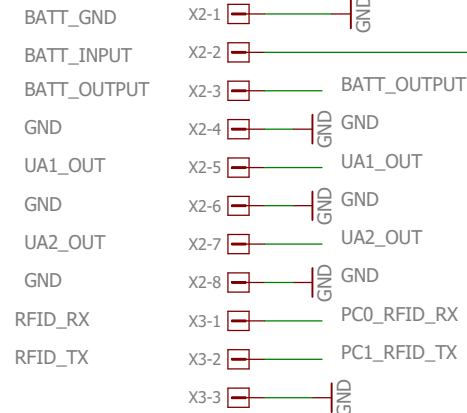 BATT_GND X2-1 GND
BATT_INPUT X2-2
BATT_OUTPUT X2-3 BATT_OUTPUT
GND X2-4 GND GND
UA1_OUT X2-5 UA1_OUT
GND X2-6 GND GND
UA2_OUT X2-7 UA2_OUT
GND X2-8 GND GND
RFID_RX X3-1 PC0_RFID_RX
RFID_TX X3-2 PC1_RFID_TX
X3-3 GND